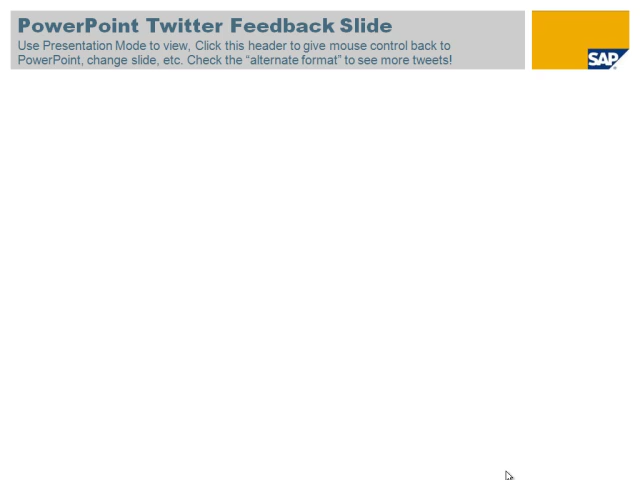 PowerPoint Twitter Feedback Slide
Use Presentation Mode to view, Click this header to give mouse control back to
PowerPoint, change slide, etc. Check the “alternate format” to see more tweets!
SAP